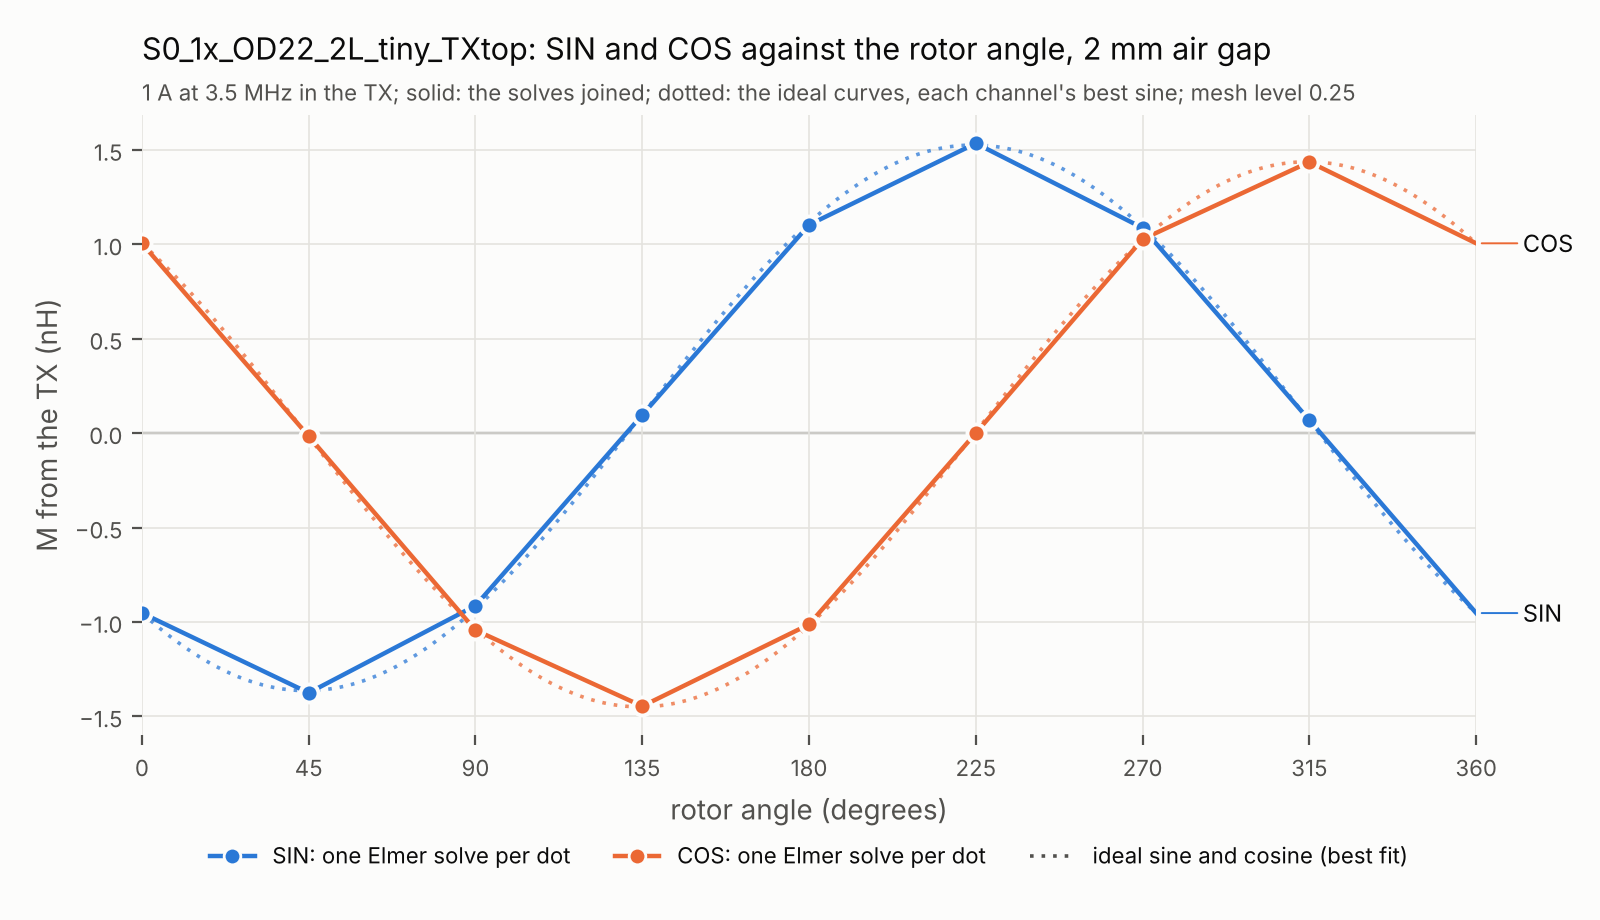 S0_1x_OD22_2L_tiny_TXtop: SIN and COS against the rotor angle, 2 mm air gap
1 A at 3.5 MHz in the TX; solid: the solves joined; dotted: the ideal curves, each channel's best sine; mesh level 0.25
M from the TX (nH)
1.5
1.0
0.5
0.0
−0.5
−1.0
−1.5
COS
SIN
0 45 90 135 180 225 270 315 360
rotor angle (degrees)
SIN: one Elmer solve per dot COS: one Elmer solve per dot ideal sine and cosine (best fit)